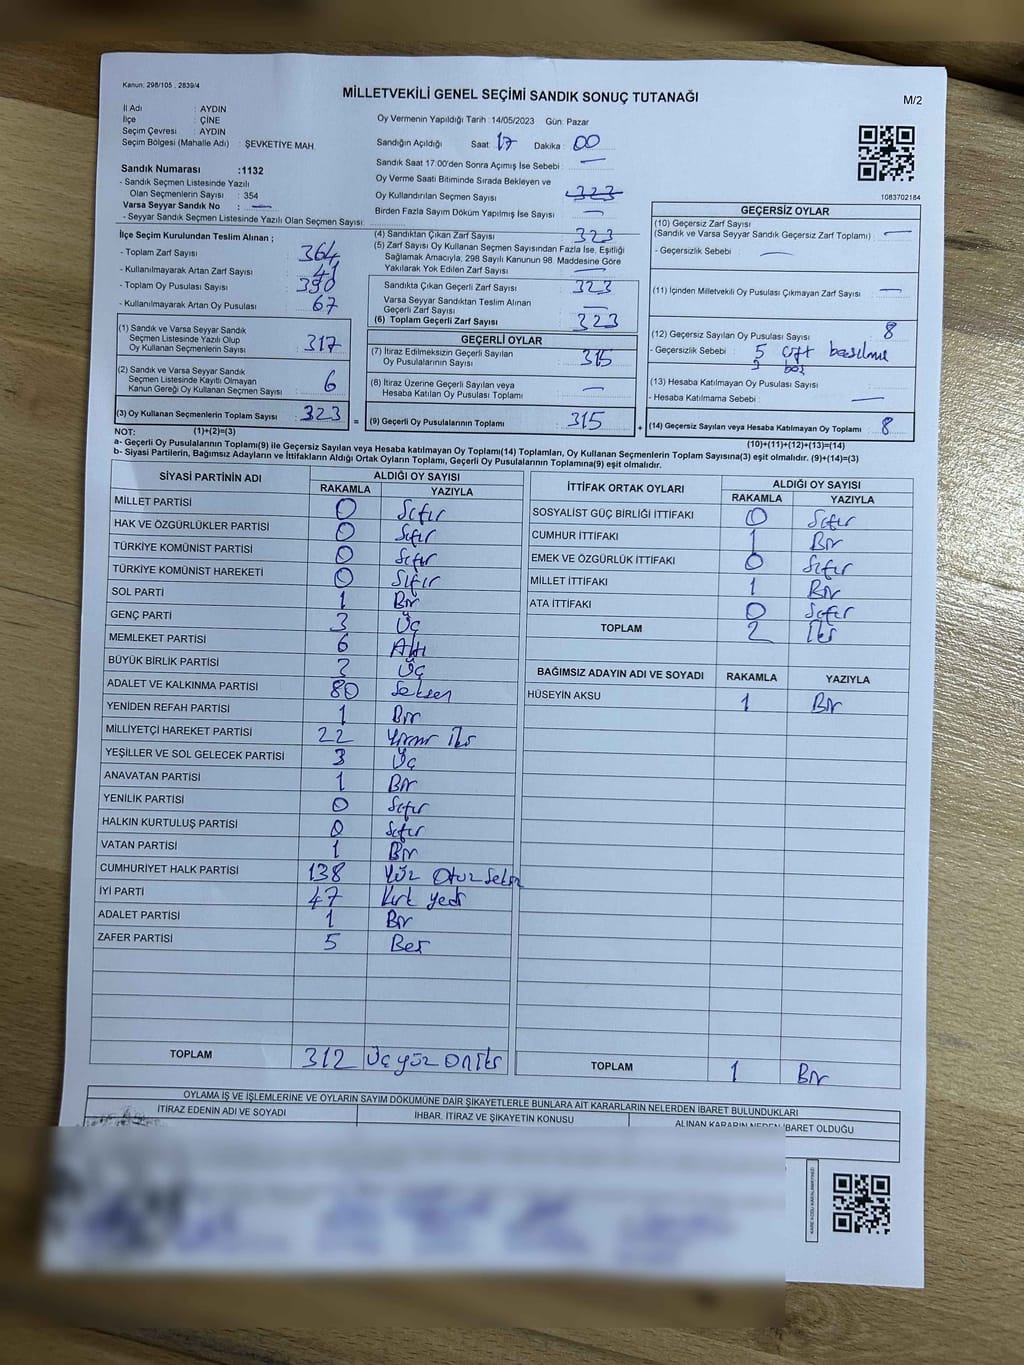 Kanun: 298/105 , 2839/4
MİLLETVEKİLİ GENEL SEÇİMİ SANDIK SONUÇ TUTANAĞI
M/2
İl Adı : AYDIN
İlçe : ÇİNE
Seçim Çevresi : AYDIN
Seçim Bölgesi (Mahalle Adı) : ŞEVKETİYE MAH
Oy Vermenin Yapıldığı Tarih : 14/05/2023 Gün: Pazar
Sandığın Açıldığı Saat : 17 Dakika : 00
Sandık Saat 17.00'den Sonra Açımış İse Sebebi : —
Sandık Numarası :1132
- Sandık Seçmen Listesinde Yazılı
Olan Seçmenlerin Sayısı : 354
Varsa Seyyar Sandık No : —
- Seyyar Sandık Seçmen Listesinde Yazılı Olan Seçmen Sayısı:
Oy Verme Saati Bitiminde Sırada Bekleyen ve
Oy Kullandırılan Seçmen Sayısı : 323
Birden Fazla Sayım Döküm Yapılmış İse Sayısı : —
1083702184
İlçe Seçim Kurulundan Teslim Alınan ;
- Toplam Zarf Sayısı : 364
- Kullanılmayarak Artan Zarf Sayısı : 41
- Toplam Oy Pusulası Sayısı : 390
- Kullanılmayarak Artan Oy Pusulası : 67
(4) Sandıktan Çıkan Zarf Sayısı : 323
(5) Zarf Sayısı Oy Kullanan Seçmen Sayısından Fazla İse, Eşitliği
Sağlamak Amacıyla, 298 Sayılı Kanunun 98. Maddesine Göre
Yakılarak Yok Edilen Zarf Sayısı : —
Sandıkta Çıkan Geçerli Zarf Sayısı : 323
Varsa Seyyar Sandıktan Teslim Alınan
Geçerli Zarf Sayısı : —
(6) Toplam Geçerli Zarf Sayısı : 323
GEÇERSİZ OYLAR
(10) Geçersiz Zarf Sayısı
(Sandık ve Varsa Seyyar Sandık Geçersiz Zarf Toplamı) : —
- Geçersizlik Sebebi : —
(11) İçinden Milletvekili Oy Pusulası Çıkmayan Zarf Sayısı : —
(12) Geçersiz Sayılan Oy Pusulası Sayısı : 8
- Geçersizlik Sebebi : 5 çift basılma
3 boş
(13) Hesaba Katılmayan Oy Pusulası Sayısı :
- Hesaba Katılmama Sebebi : —
(14) Geçersiz Sayılan veya Hesaba Katılmayan Oy Toplamı : 8
(10)+(11)+(12)+(13)=(14)
(1) Sandık ve Varsa Seyyar Sandık
Seçmen Listesinde Yazılı Olup
Oy Kullanan Seçmenlerin Sayısı : 317
(2) Sandık ve Varsa Seyyar Sandık
Seçmen Listesinde Kayıtlı Olmayan
Kanun Gereği Oy Kullanan Seçmen Sayısı : 6
(3) Oy Kullanan Seçmenlerin Toplam Sayısı : 323
(1)+(2)=(3)
GEÇERLİ OYLAR
(7) İtiraz Edilmeksizin Geçerli Sayılan
Oy Pusulalarının Sayısı : 315
(8) İtiraz Üzerine Geçerli Sayılan veya
Hesaba Katılan Oy Pusulası Toplamı : —
= (9) Geçerli Oy Pusulalarının Toplamı : 315 +
NOT:
a- Geçerli Oy Pusulalarının Toplamı(9) ile Geçersiz Sayılan veya Hesaba katılmayan Oy Toplamı(14) Toplamları, Oy Kullanan Seçmenlerin Toplam Sayısına(3) eşit olmalıdır. (9)+(14)=(3)
b- Siyasi Partilerin, Bağımsız Adayların ve İttifakların Aldığı Ortak Oyların Toplamı, Geçerli Oy Pusulalarının Toplamına(9) eşit olmalıdır.
SİYASİ PARTİNİN ADI ALDIĞI OY SAYISI
RAKAMLA YAZIYLA
MİLLET PARTİSİ 0 Sıfır
HAK VE ÖZGÜRLÜKLER PARTİSİ 0 Sıfır
TÜRKİYE KOMÜNİST PARTİSİ 0 Sıfır
TÜRKİYE KOMÜNİST HAREKETİ 0 Sıfır
SOL PARTİ 1 Bir
GENÇ PARTİ 3 Üç
MEMLEKET PARTİSİ 6 Altı
BÜYÜK BİRLİK PARTİSİ 3 Üç
ADALET VE KALKINMA PARTİSİ 80 Seksen
YENİDEN REFAH PARTİSİ 1 Bir
MİLLİYETÇİ HAREKET PARTİSİ 22 Yirmi iki
YEŞİLLER VE SOL GELECEK PARTİSİ 3 Üç
ANAVATAN PARTİSİ 1 Bir
YENİLİK PARTİSİ 0 Sıfır
HALKIN KURTULUŞ PARTİSİ 0 Sıfır
VATAN PARTİSİ 1 Bir
CUMHURİYET HALK PARTİSİ 138 Yüz Otuz Sekiz
İYİ PARTİ 47 Kırk yedi
ADALET PARTİSİ 1 Bir
ZAFER PARTİSİ 5 Beş
TOPLAM 312 Üç yüz On iki
İTTİFAK ORTAK OYLARI ALDIĞI OY SAYISI
RAKAMLA YAZIYLA
SOSYALİST GÜÇ BİRLİĞİ İTTİFAKI 0 Sıfır
CUMHUR İTTİFAKI 1 Bir
EMEK VE ÖZGÜRLÜK İTTİFAKI 0 Sıfır
MİLLET İTTİFAKI 1 Bir
ATA İTTİFAKI 0 Sıfır
TOPLAM 2 İki
BAĞIMSIZ ADAYIN ADI VE SOYADI RAKAMLA YAZIYLA
HÜSEYİN AKSU 1 Bir
TOPLAM 1 Bir
OYLAMA İŞ VE İŞLEMLERİNE VE OYLARIN SAYIM DÖKÜMÜNE DAİR ŞİKAYETLERLE BUNLARA AİT KARARLARIN NELERDEN İBARET BULUNDUKLARI
İTİRAZ EDENİN ADI VE SOYADI İHBAR, İTİRAZ VE ŞİKAYETİN KONUSU ALINAN KARARIN NEDEN İBARET OLDUĞU